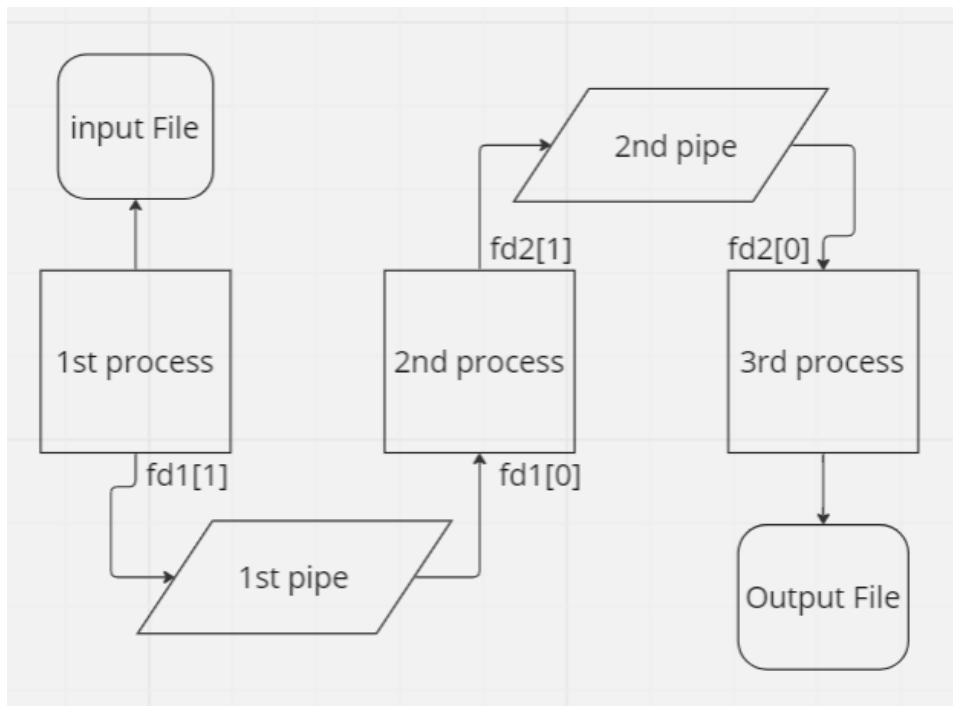 input File
2nd pipe
fd2[1]
fd2[0]
1st process
2nd process
3rd process
fd1[1]
fd1[0]
1st pipe
Output File